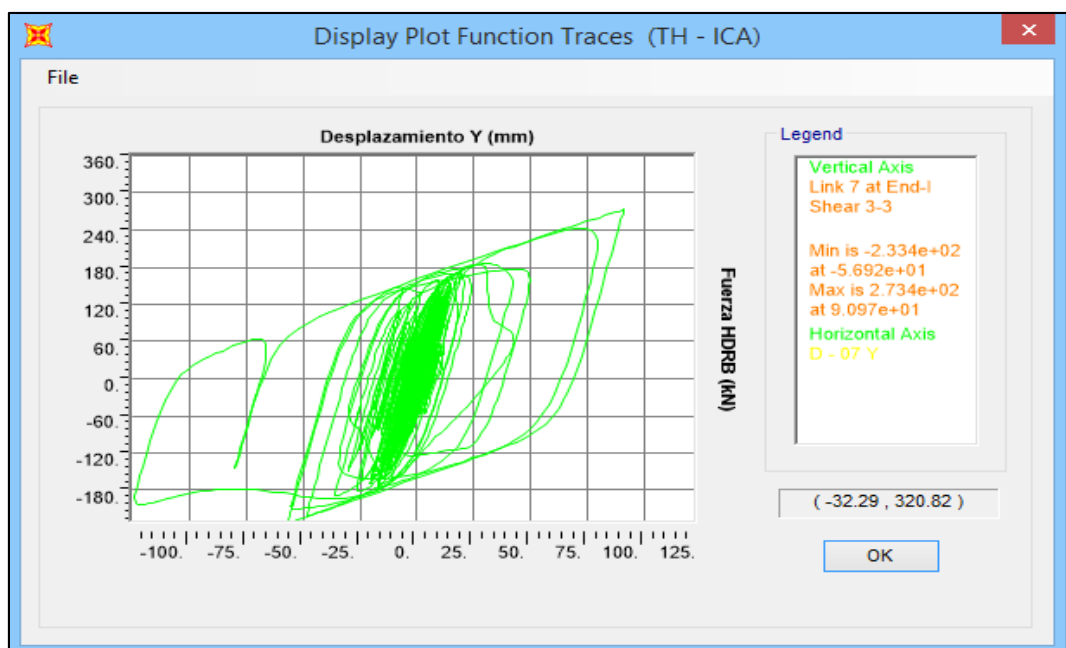 Display Plot Function Traces (TH - ICA)
File
Desplazamiento Y (mm)
360.
300.
240.
180.
120.
60.
0.
-60.
-120.
-180.
-100. -75. -50. -25. 0. 25. 50. 75. 100. 125.
Fuerza HDRB (kN)
Legend
Vertical Axis
Link 7 at End-I
Shear 3-3
Min is -2.334e+02
at -5.692e+01
Max is 2.734e+02
at 9.097e+01
Horizontal Axis
D - 07 Y
( -32.29 , 320.82 )
OK